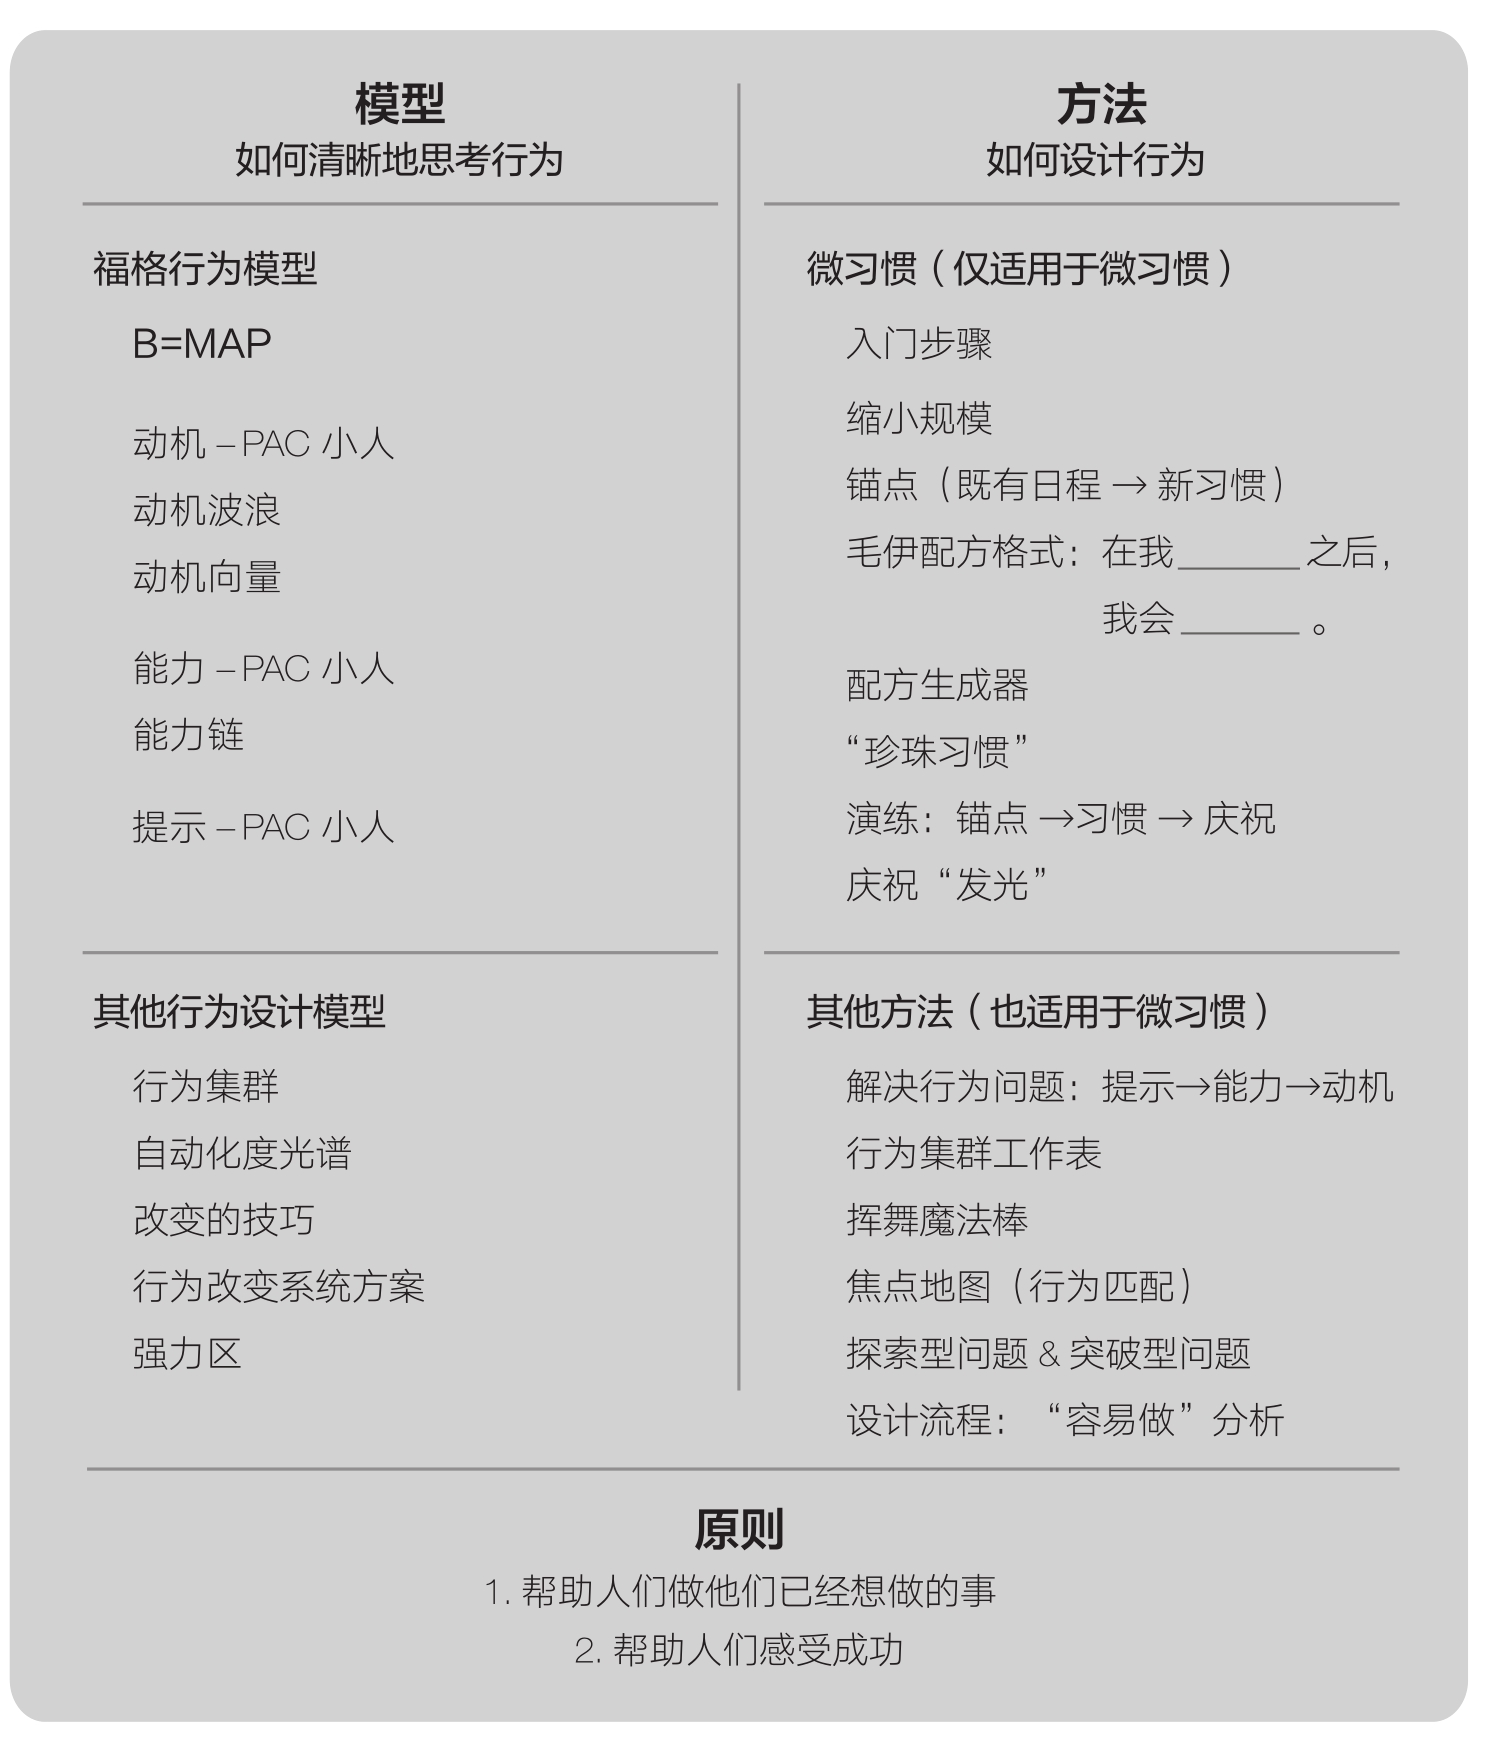 模型
如何清晰地思考行为
福格行为模型
B=MAP
动机 – PAC 小人
动机波浪
动机向量
能力 – PAC 小人
能力链
提示 – PAC 小人
其他行为设计模型
行为集群
自动化度光谱
改变的技巧
行为改变系统方案
强力区
方法
如何设计行为
微习惯（仅适用于微习惯）
入门步骤
缩小规模
锚点（既有日程 → 新习惯）
毛伊配方格式：在我______之后，
我会______。
配方生成器
“珍珠习惯”
演练：锚点 →习惯 → 庆祝
庆祝“发光”
其他方法（也适用于微习惯）
解决行为问题：提示→能力→动机
行为集群工作表
挥舞魔法棒
焦点地图（行为匹配）
探索型问题 & 突破型问题
设计流程：“容易做”分析
原则
1. 帮助人们做他们已经想做的事
2. 帮助人们感受成功